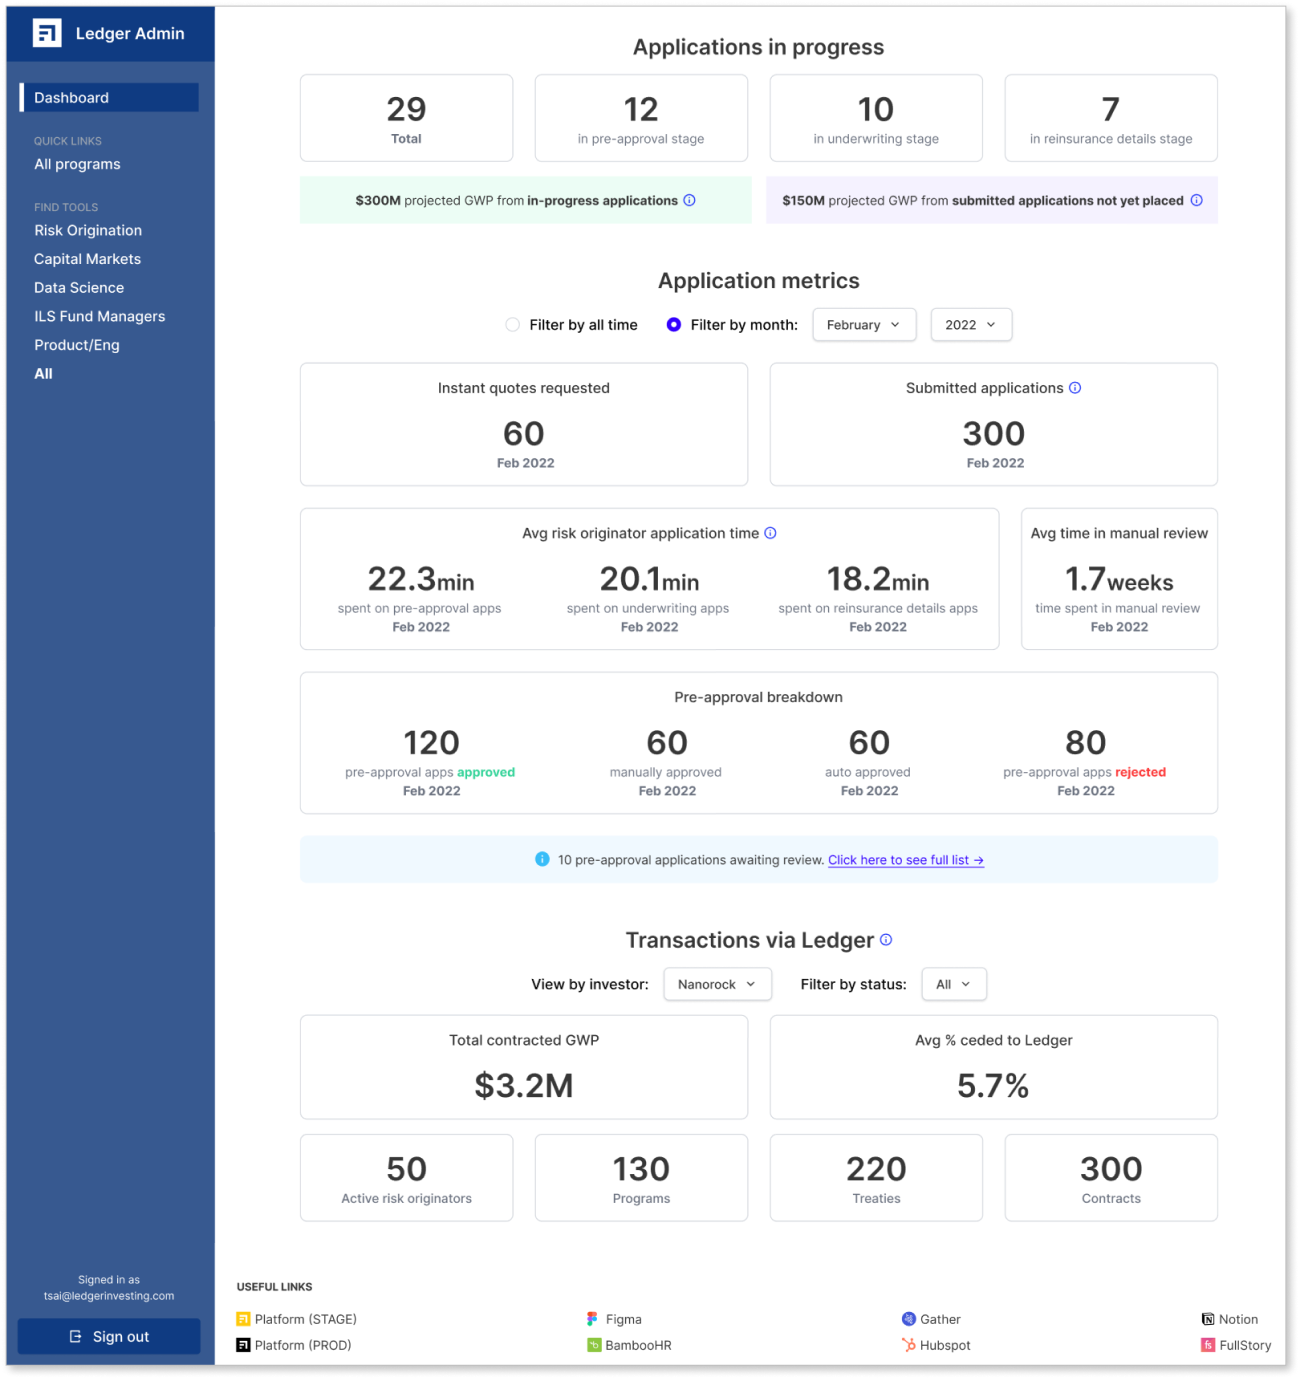 Ledger Admin
Dashboard
QUICK LINKS
All programs
FIND TOOLS
Risk Origination
Capital Markets
Data Science
ILS Fund Managers
Product/Eng
All
Signed in as
tsai@ledgerinvesting.com
Sign out
Applications in progress
29
Total
12
in pre-approval stage
10
in underwriting stage
7
in reinsurance details stage
$300M projected GWP from in-progress applications
$150M projected GWP from submitted applications not yet placed
Application metrics
Filter by all time
Filter by month:
February
2022
Instant quotes requested
60
Feb 2022
Submitted applications
300
Feb 2022
Avg risk originator application time
22.3min
spent on pre-approval apps
Feb 2022
20.1min
spent on underwriting apps
Feb 2022
18.2min
spent on reinsurance details apps
Feb 2022
Avg time in manual review
1.7weeks
time spent in manual review
Feb 2022
Pre-approval breakdown
120
pre-approval apps approved
Feb 2022
60
manually approved
Feb 2022
60
auto approved
Feb 2022
80
pre-approval apps rejected
Feb 2022
10 pre-approval applications awaiting review. Click here to see full list →
Transactions via Ledger
View by investor:
Nanorock
Filter by status:
All
Total contracted GWP
$3.2M
Avg % ceded to Ledger
5.7%
50
Active risk originators
130
Programs
220
Treaties
300
Contracts
USEFUL LINKS
Platform (STAGE)
Figma
Gather
Notion
Platform (PROD)
BambooHR
Hubspot
FullStory